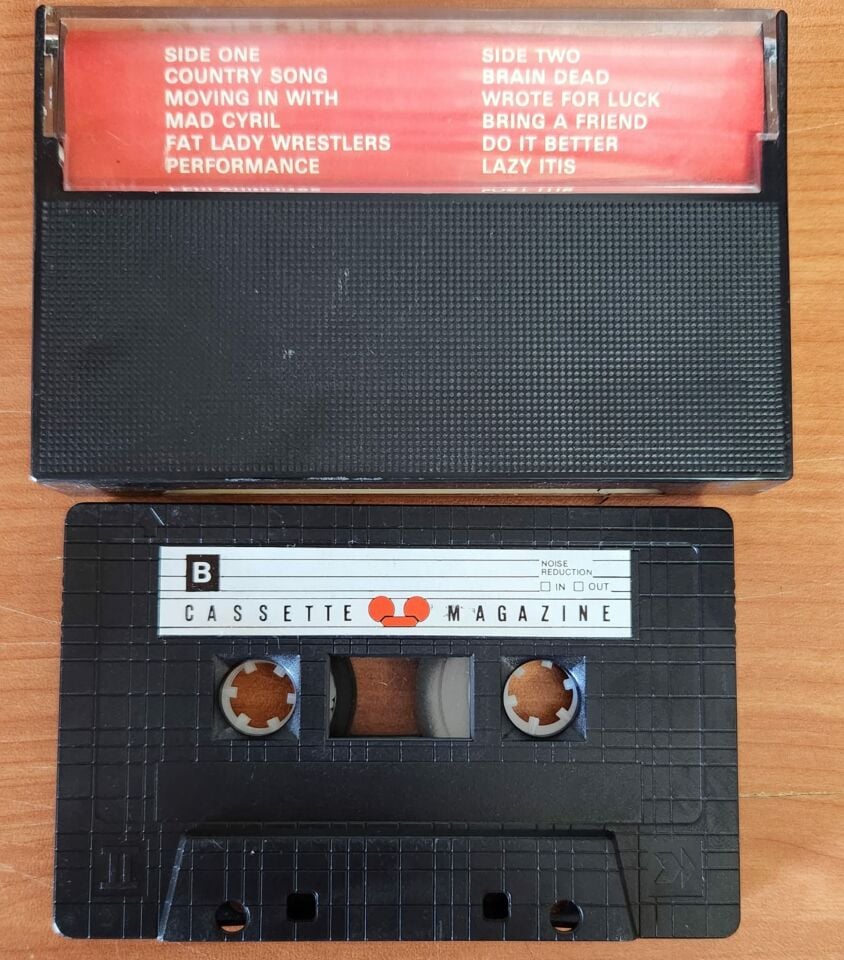 SIDE ONE
COUNTRY SONG
MOVING IN WITH
MAD CYRIL
FAT LADY WRESTLERS
PERFORMANCE
SIDE TWO
BRAIN DEAD
WROTE FOR LUCK
BRING A FRIEND
DO IT BETTER
LAZY ITIS
B
NOISE
REDUCTION
IN OUT
CASSETTE MAGAZINE